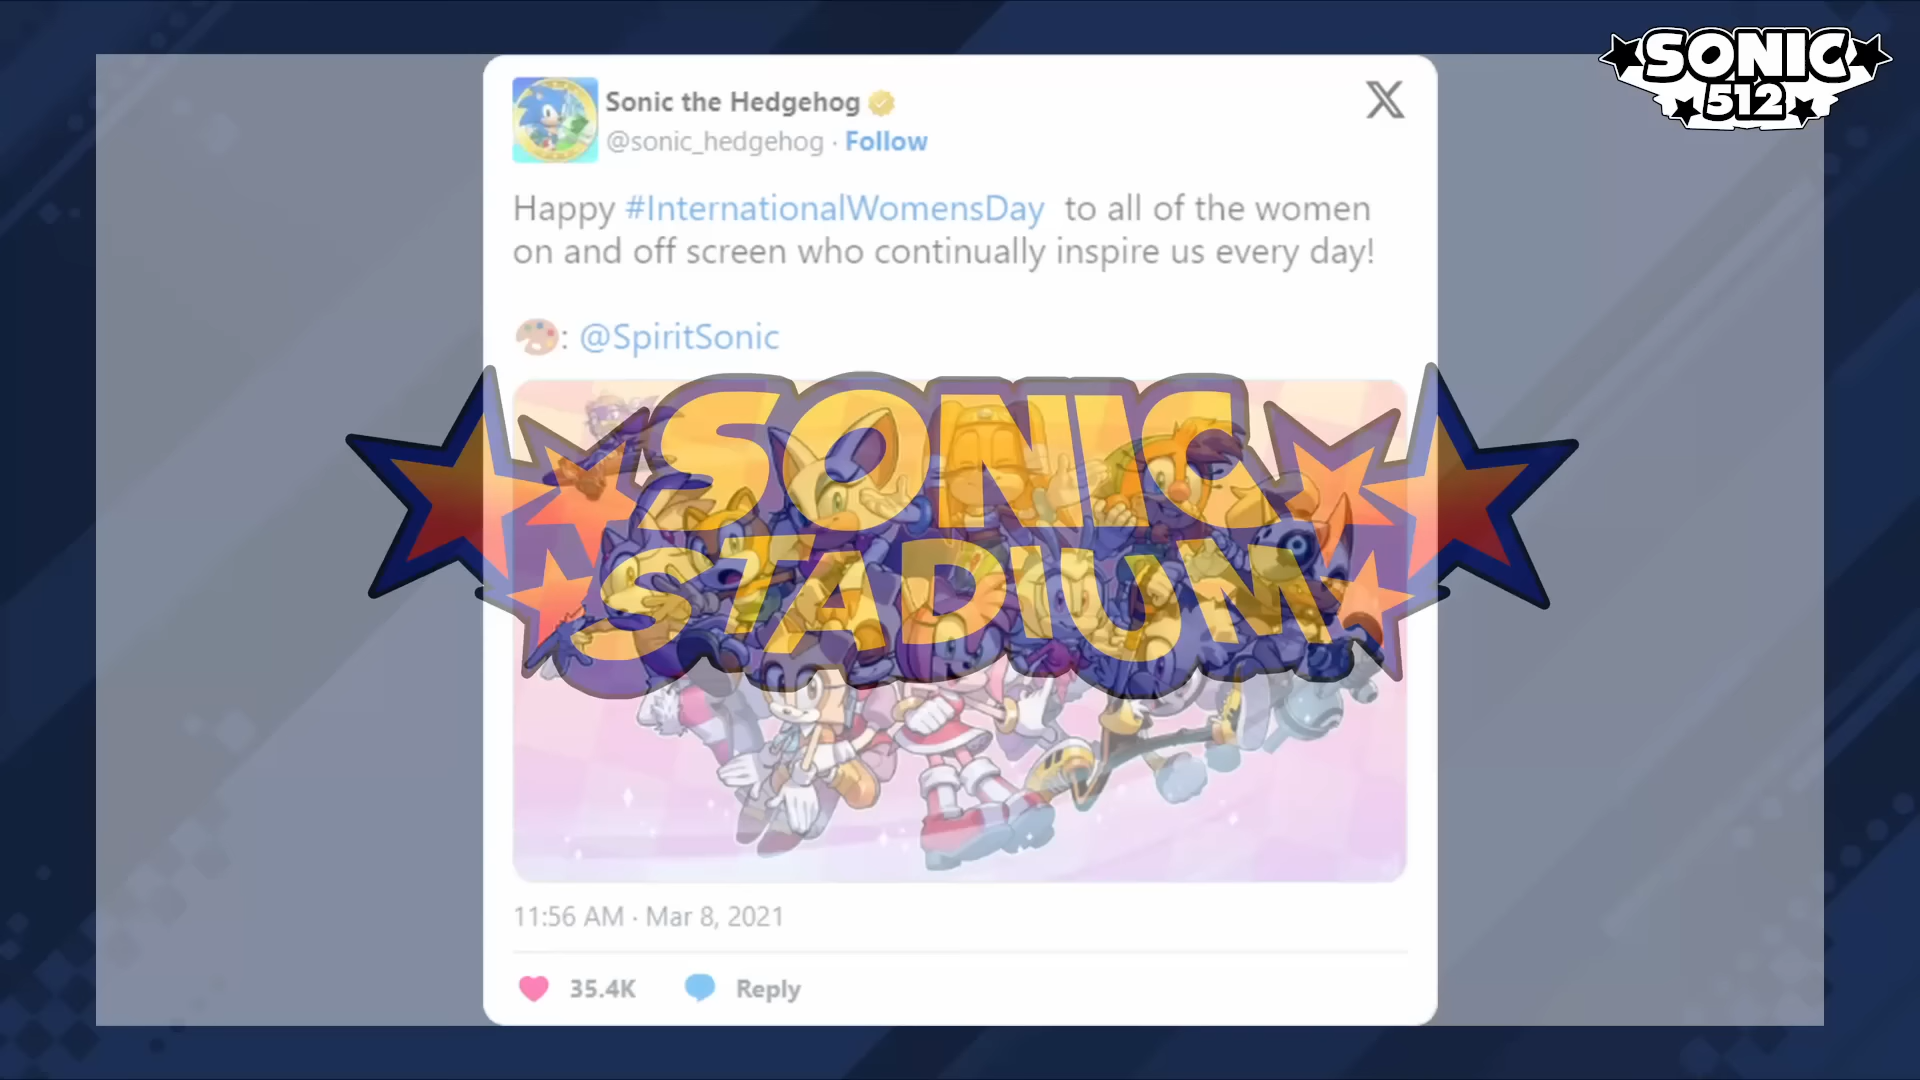 SONIC
512
Sonic the Hedgehog
@sonic_hedgehog · Follow
Happy #InternationalWomensDay to all of the women
on and off screen who continually inspire us every day!
: @SpiritSonic
SONIC
STADIUM
11:56 AM · Mar 8, 2021
35.4K Reply